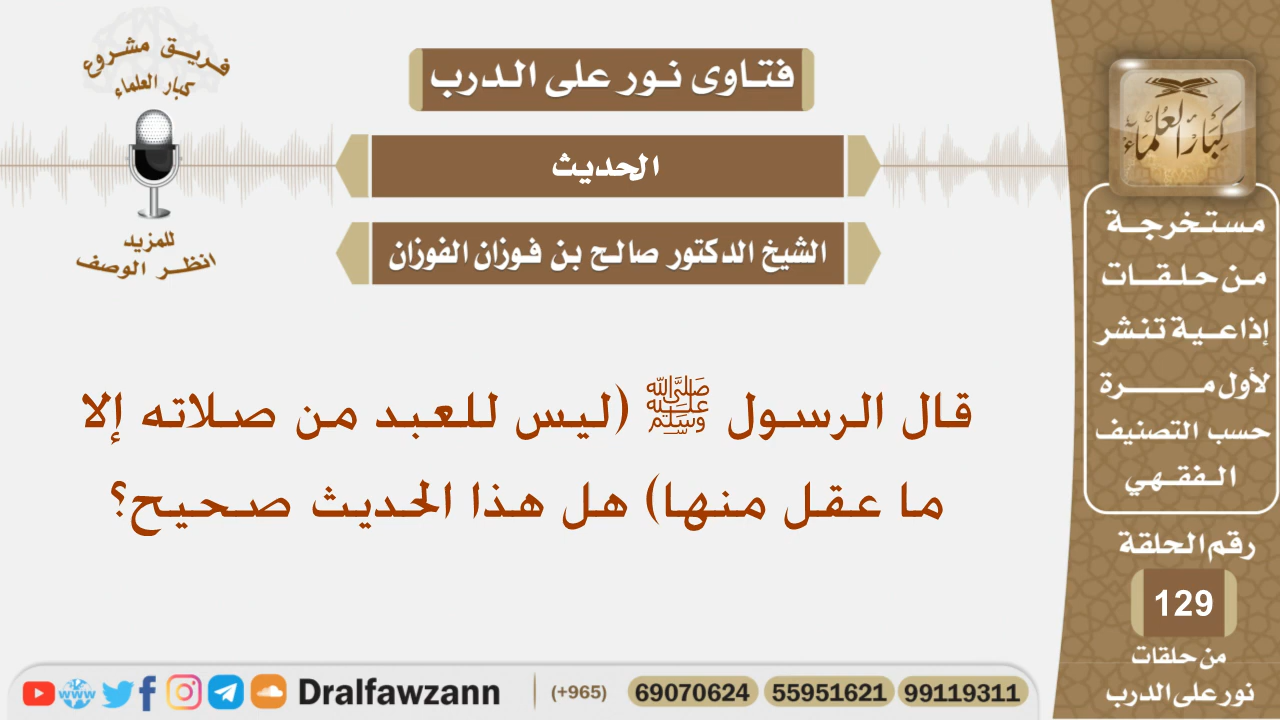 فريق مشروع
كبار العلماء
للمزيد
انظر الوصف
فتاوى نور على الدرب
الحديث
الشيخ الدكتور صالح بن فوزان الفوزان
قال الرسول ﷺ (ليس للعبد من صلاته إلا
ما عقل منها) هل هذا الحديث صحيح؟
كبار العلماء
مستخرجة
من حلقات
إذاعية تنشر
لأول مرة
حسب التصنيف
الفقهي
رقم الحلقة
129
من حلقات
نور على الدرب
www
Dralfawzann
(+965) 69070624 55951621 99119311